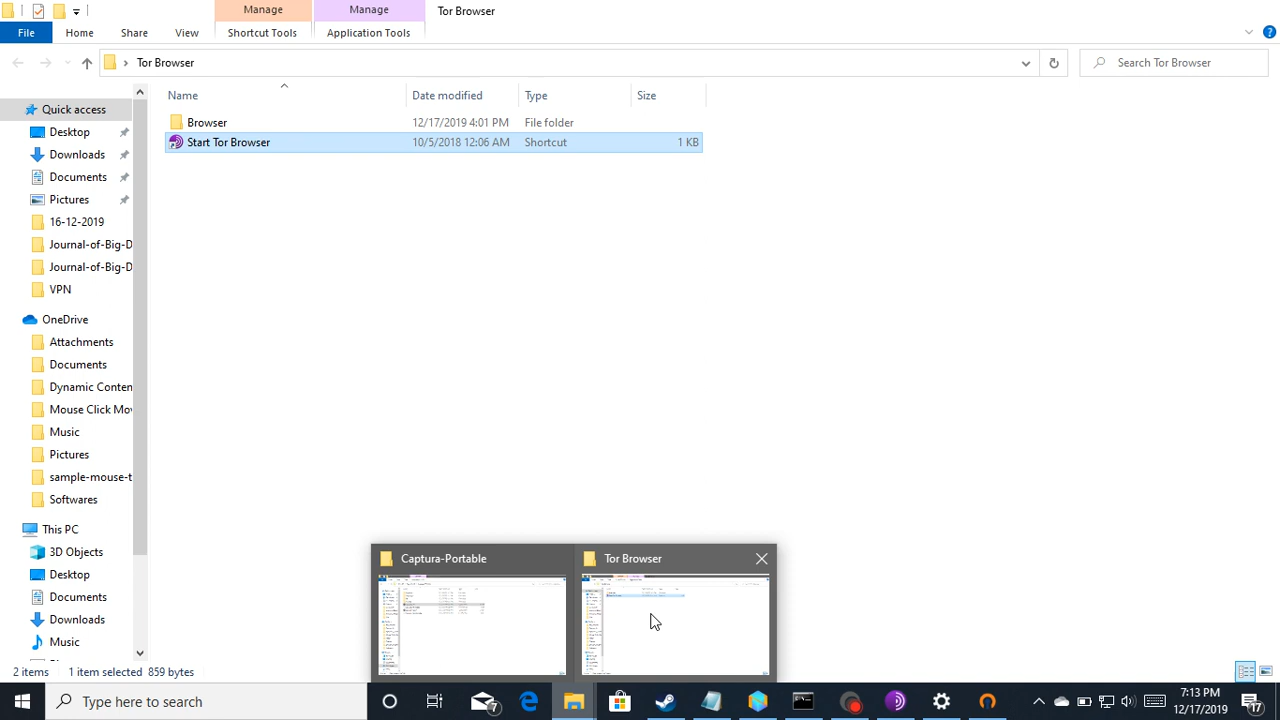 Manage
Manage
Tor Browser
File
Home
Share
View
Shortcut Tools
Application Tools
Tor Browser
Search Tor Browser
Name
Date modified
Type
Size
Quick access
Desktop
Downloads
Documents
Pictures
16-12-2019
Journal-of-Big-D
Journal-of-Big-D
VPN
OneDrive
Attachments
Documents
Dynamic Conten
Mouse Click Mov
Music
Pictures
sample-mouse-t
Softwares
This PC
3D Objects
Desktop
Documents
Downloads
Music
Browser
12/17/2019 4:01 PM
File folder
Start Tor Browser
10/5/2018 12:06 AM
Shortcut
1 KB
Captura-Portable
Tor Browser
2 items
1 item selected 859 bytes
Type here to search
7
7:13 PM
12/17/2019
17